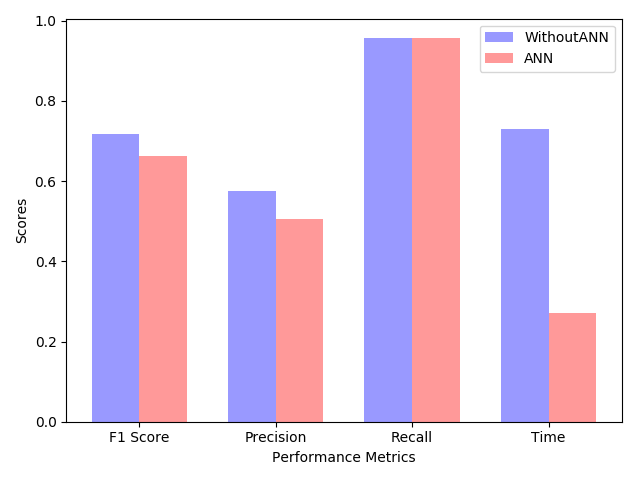 1.0
0.8
0.6
0.4
0.2
0.0
Scores
WithoutANN
ANN
F1 Score
Precision
Recall
Time
Performance Metrics